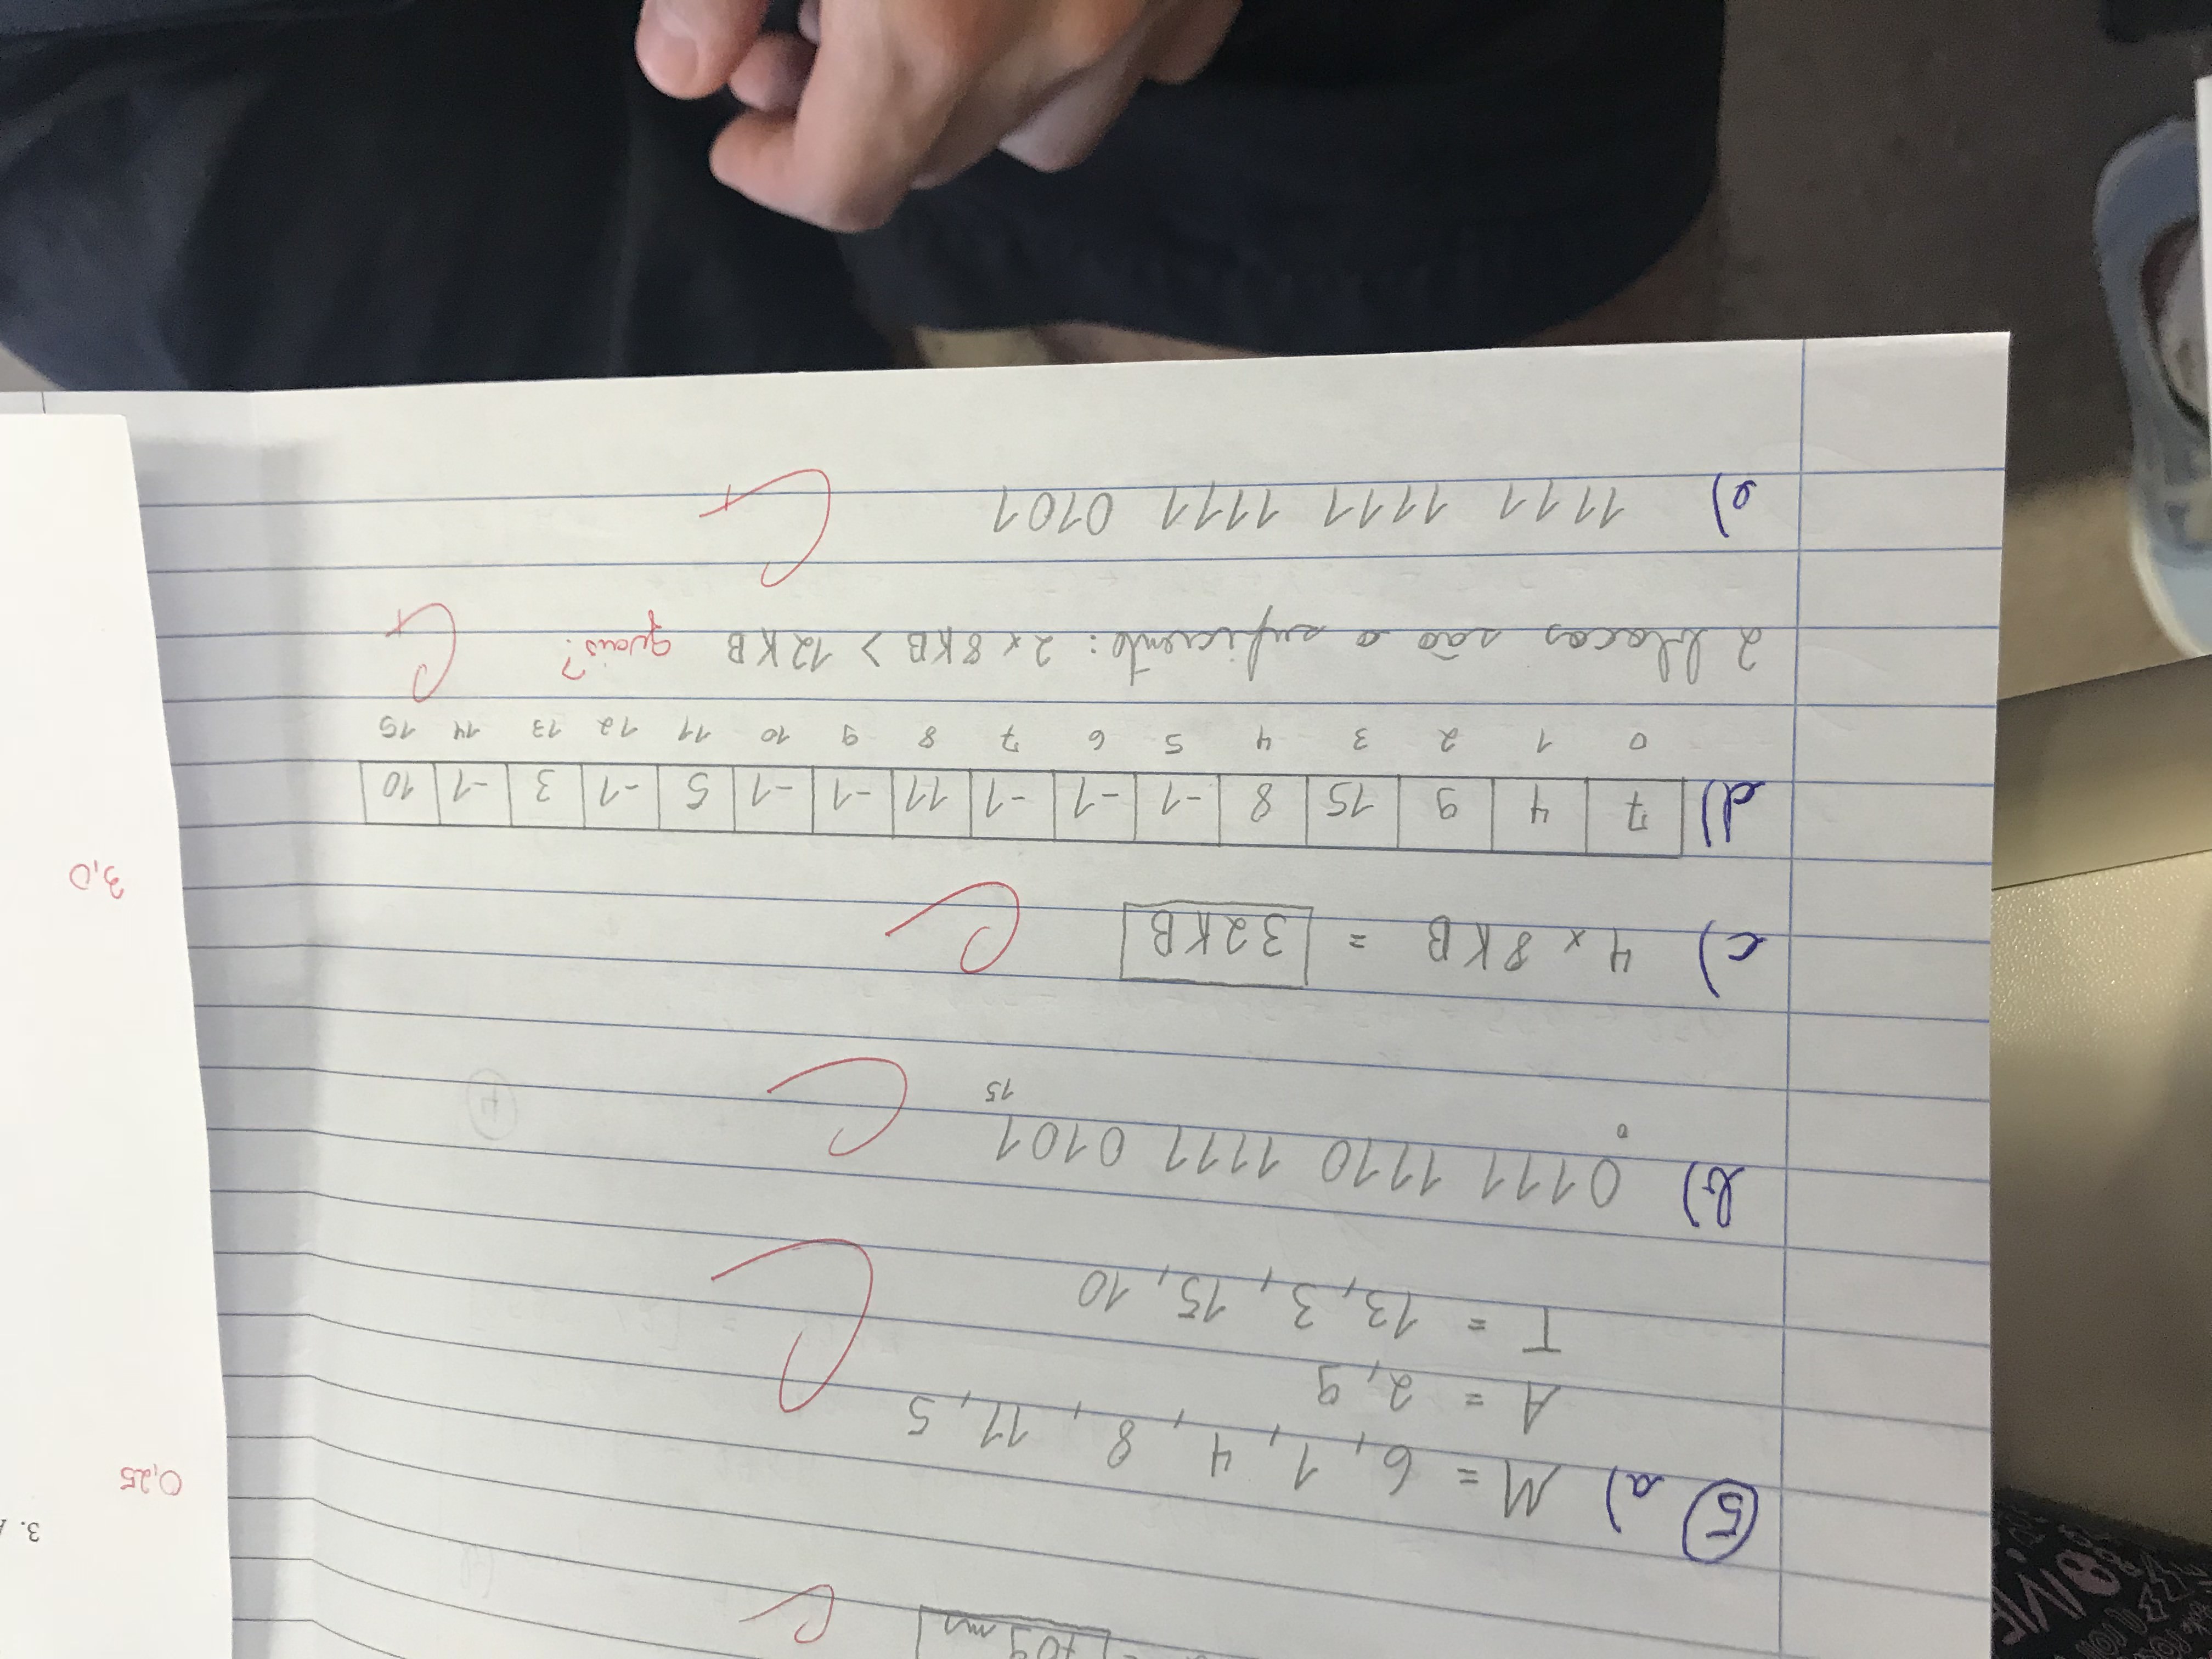 709 ms C
3.
0,25
5 a) M = 6, 1, 4, 8, 11, 5
A = 2, 9
T = 13, 3, 15, 10 C
b) 0111 1110 1111 0101 C
0 15
4
c) 4 x 8KB = 32KB C
3,0
d) 7 4 9 15 8 -1 -1 -1 11 -1 -1 5 -1 3 -1 10
0 1 2 3 4 5 6 7 8 9 10 11 12 13 14 15
2 blocos são o suficiente: 2 x 8KB > 12KB quais? C
e) 1111 1111 1111 0101 C